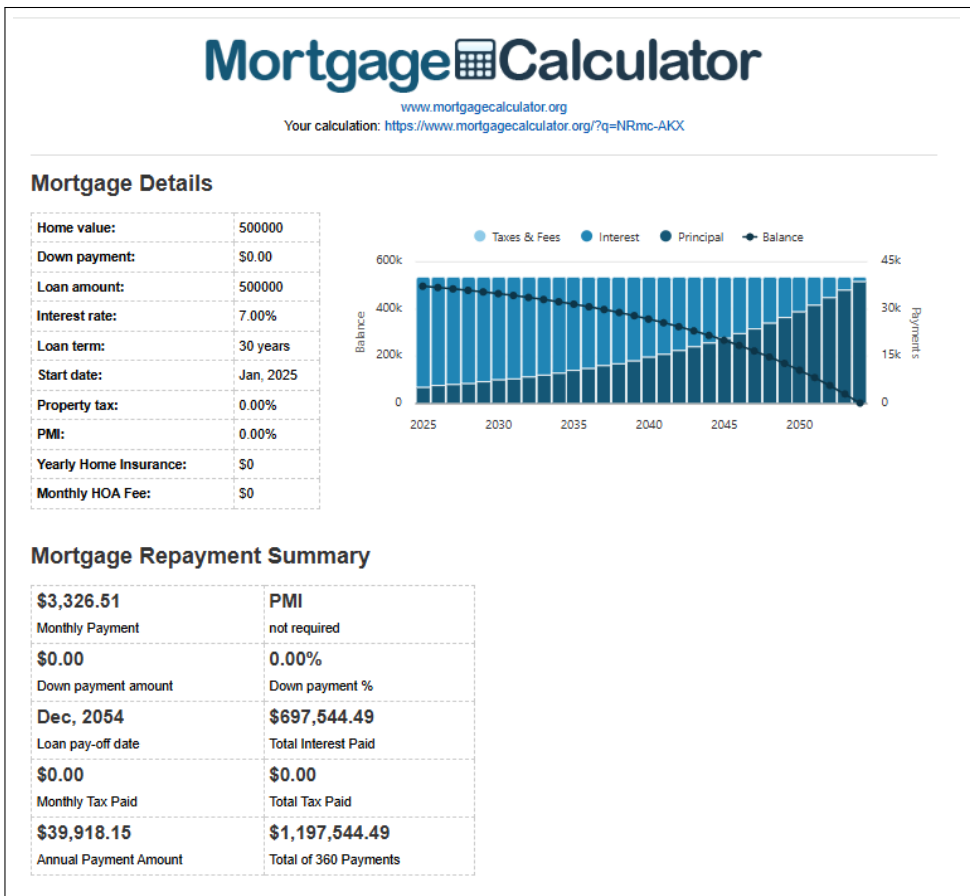 MortgageCalculator
www.mortgagecalculator.org
Your calculation: https://www.mortgagecalculator.org/?q=NRmc-AKX
Mortgage Details
Home value: 500000
Down payment: $0.00
Loan amount: 500000
Interest rate: 7.00%
Loan term: 30 years
Start date: Jan, 2025
Property tax: 0.00%
PMI: 0.00%
Yearly Home Insurance: $0
Monthly HOA Fee: $0
Taxes & Fees Interest Principal Balance
600k 45k
400k 30k
200k 15k
0 0
Balance
Payments
2025 2030 2035 2040 2045 2050
Mortgage Repayment Summary
$3,326.51 PMI
Monthly Payment not required
$0.00 0.00%
Down payment amount Down payment %
Dec, 2054 $697,544.49
Loan pay-off date Total Interest Paid
$0.00 $0.00
Monthly Tax Paid Total Tax Paid
$39,918.15 $1,197,544.49
Annual Payment Amount Total of 360 Payments